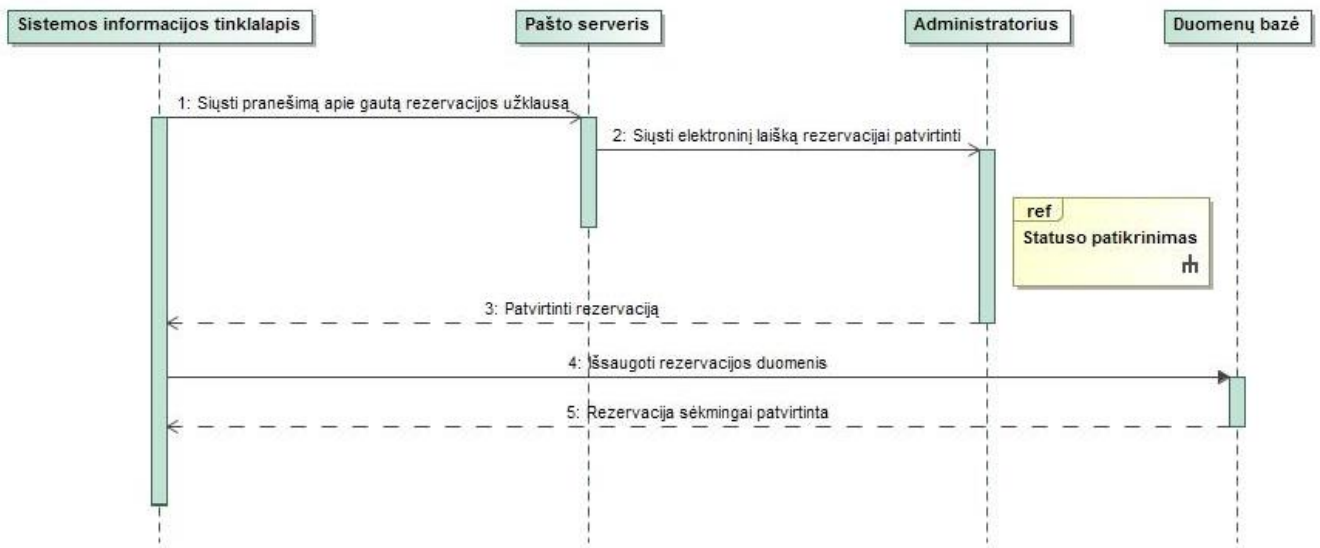 Sistemos informacijos tinklalapis
Pašto serveris
Administratorius
Duomenų bazė
1: Siųsti pranešimą apie gautą rezervacijos užklausą
2: Siųsti elektroninį laišką rezervacijai patvirtinti
ref
Statuso patikrinimas
3: Patvirtinti rezervaciją
4: Išsaugoti rezervacijos duomenis
5: Rezervacija sėkmingai patvirtinta